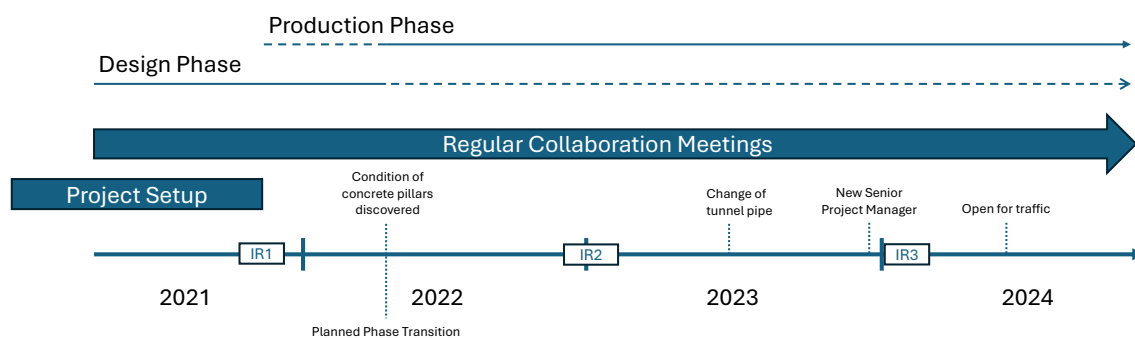 Production Phase
Design Phase
Regular Collaboration Meetings
Project Setup
Condition of
concrete pillars
discovered
Change of
tunnel pipe
New Senior
Project Manager
Open for traffic
IR1
IR2
IR3
2021
2022
2023
2024
Planned Phase Transition